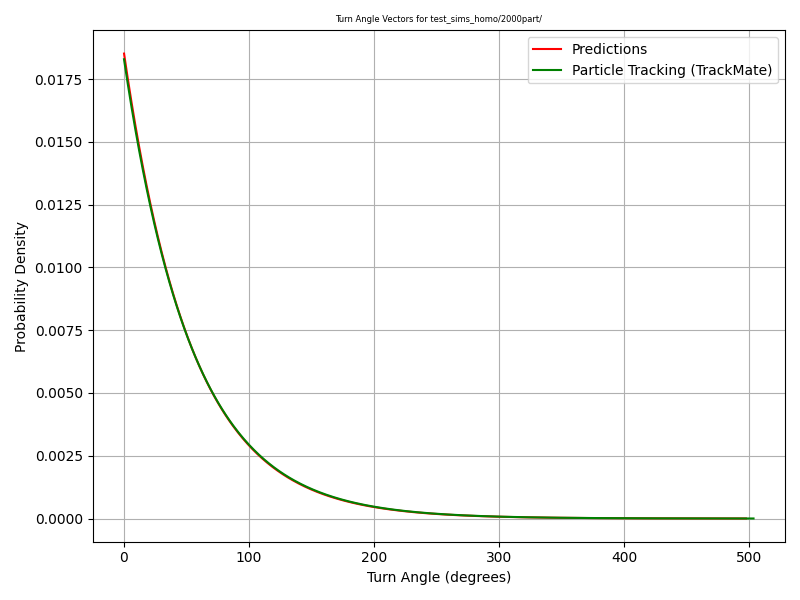 Turn Angle Vectors for test_sims_homo/2000part/
Predictions
Particle Tracking (TrackMate)
Probability Density
0.0175
0.0150
0.0125
0.0100
0.0075
0.0050
0.0025
0.0000
0 100 200 300 400 500
Turn Angle (degrees)